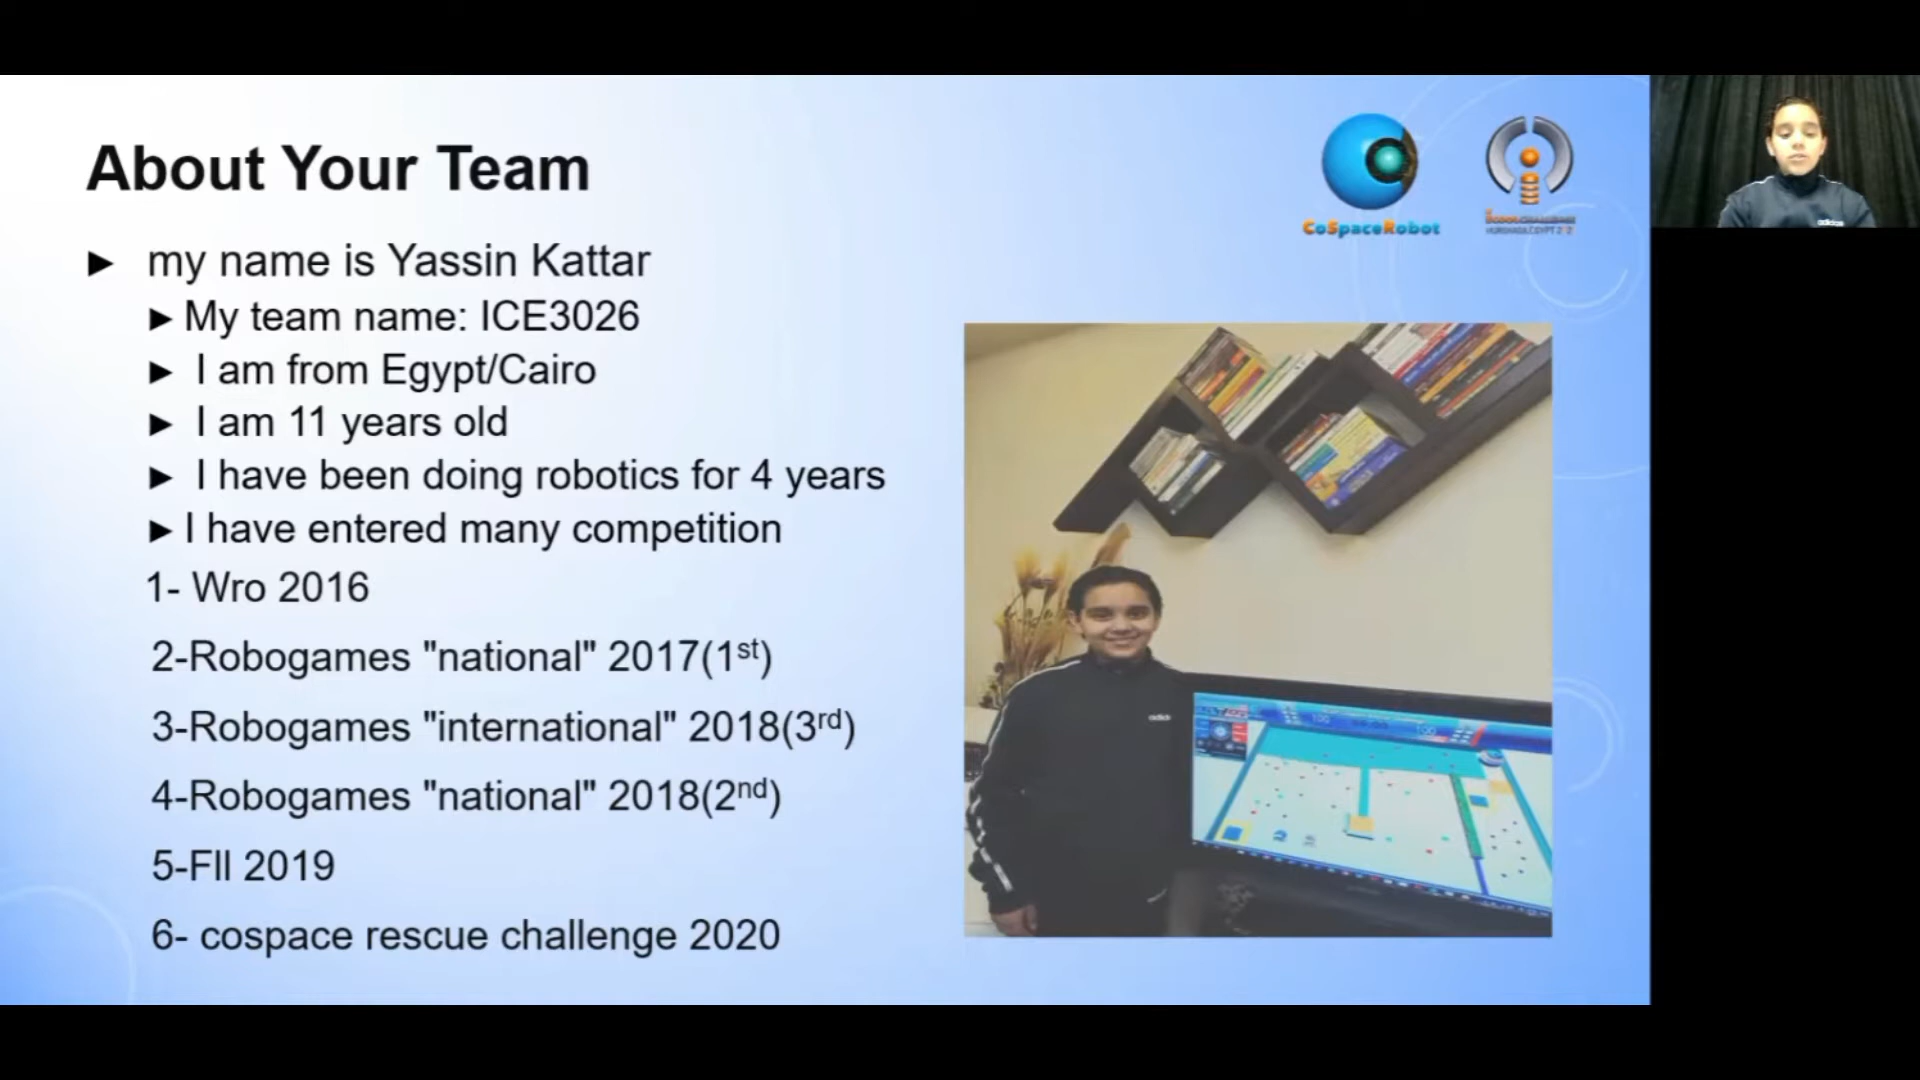 About Your Team
my name is Yassin Kattar
My team name: ICE3026
I am from Egypt/Cairo
I am 11 years old
I have been doing robotics for 4 years
I have entered many competition
1- Wro 2016
2-Robogames "national" 2017(1st)
3-Robogames "international" 2018(3rd)
4-Robogames "national" 2018(2nd)
5-Fll 2019
6- cospace rescue challenge 2020
CoSpaceRobot
adidas
100
100